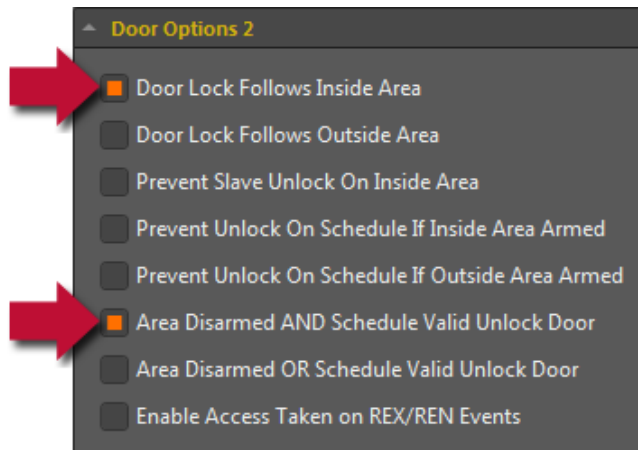 Door Options 2
Door Lock Follows Inside Area
Door Lock Follows Outside Area
Prevent Slave Unlock On Inside Area
Prevent Unlock On Schedule If Inside Area Armed
Prevent Unlock On Schedule If Outside Area Armed
Area Disarmed AND Schedule Valid Unlock Door
Area Disarmed OR Schedule Valid Unlock Door
Enable Access Taken on REX/REN Events